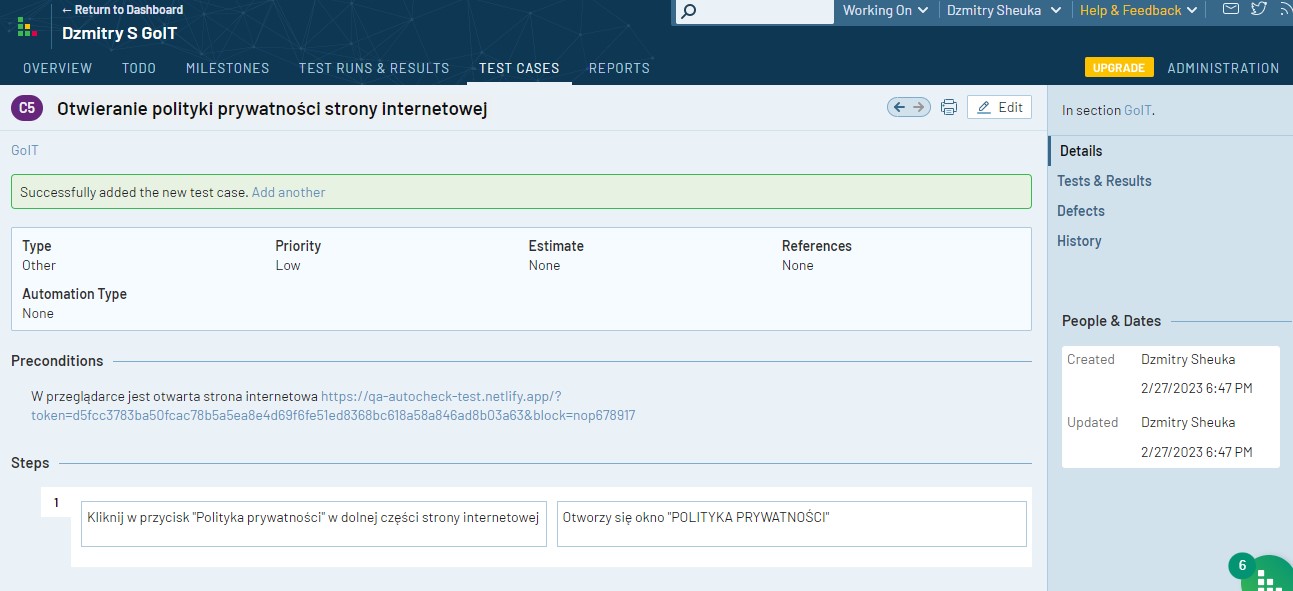 ← Return to Dashboard
Dzmitry S GoIT
Working On
Dzmitry Sheuka
Help & Feedback
OVERVIEW
TODO
MILESTONES
TEST RUNS & RESULTS
TEST CASES
REPORTS
UPGRADE
ADMINISTRATION
C5
Otwieranie polityki prywatności strony internetowej
Edit
In section GoIT.
GoIT
Details
Tests & Results
Defects
History
Successfully added the new test case. Add another
Type
Other
Priority
Low
Estimate
None
References
None
Automation Type
None
People & Dates
Created
Dzmitry Sheuka
2/27/2023 6:47 PM
Updated
Dzmitry Sheuka
2/27/2023 6:47 PM
Preconditions
W przeglądarce jest otwarta strona internetowa https://qa-autocheck-test.netlify.app/?
token=d5fcc3783ba50fcac78b5a5ea8e4d69f6fe51ed8368bc618a58a846ad8b03a63&block=nop678917
Steps
1
Kliknij w przycisk "Polityka prywatności" w dolnej części strony internetowej
Otworzy się okno "POLITYKA PRYWATNOŚCI"
6